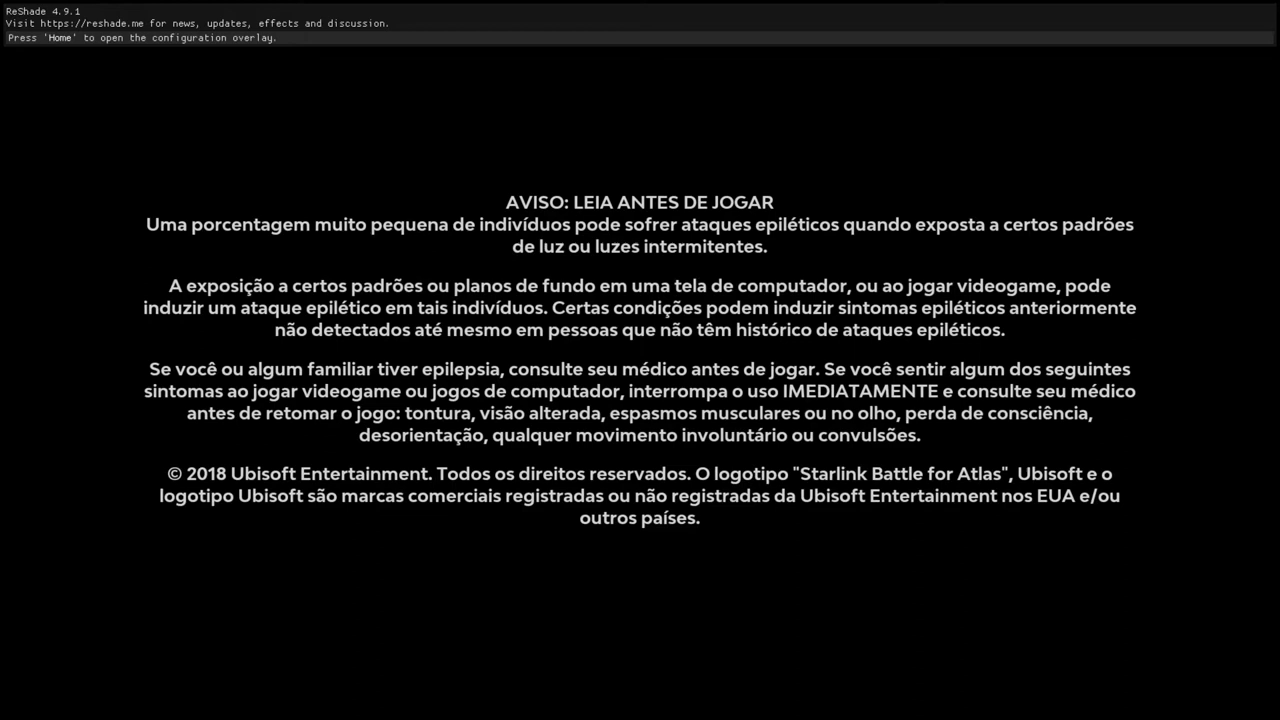 ReShade 4.9.1
Visit https://reshade.me for news, updates, effects and discussion.
Press 'Home' to open the configuration overlay.
AVISO: LEIA ANTES DE JOGAR
Uma porcentagem muito pequena de indivíduos pode sofrer ataques epiléticos quando exposta a certos padrões
de luz ou luzes intermitentes.
A exposição a certos padrões ou planos de fundo em uma tela de computador, ou ao jogar videogame, pode
induzir um ataque epilético em tais indivíduos. Certas condições podem induzir sintomas epiléticos anteriormente
não detectados até mesmo em pessoas que não têm histórico de ataques epiléticos.
Se você ou algum familiar tiver epilepsia, consulte seu médico antes de jogar. Se você sentir algum dos seguintes
sintomas ao jogar videogame ou jogos de computador, interrompa o uso IMEDIATAMENTE e consulte seu médico
antes de retomar o jogo: tontura, visão alterada, espasmos musculares ou no olho, perda de consciência,
desorientação, qualquer movimento involuntário ou convulsões.
© 2018 Ubisoft Entertainment. Todos os direitos reservados. O logotipo "Starlink Battle for Atlas", Ubisoft e o
logotipo Ubisoft são marcas comerciais registradas ou não registradas da Ubisoft Entertainment nos EUA e/ou
outros países.